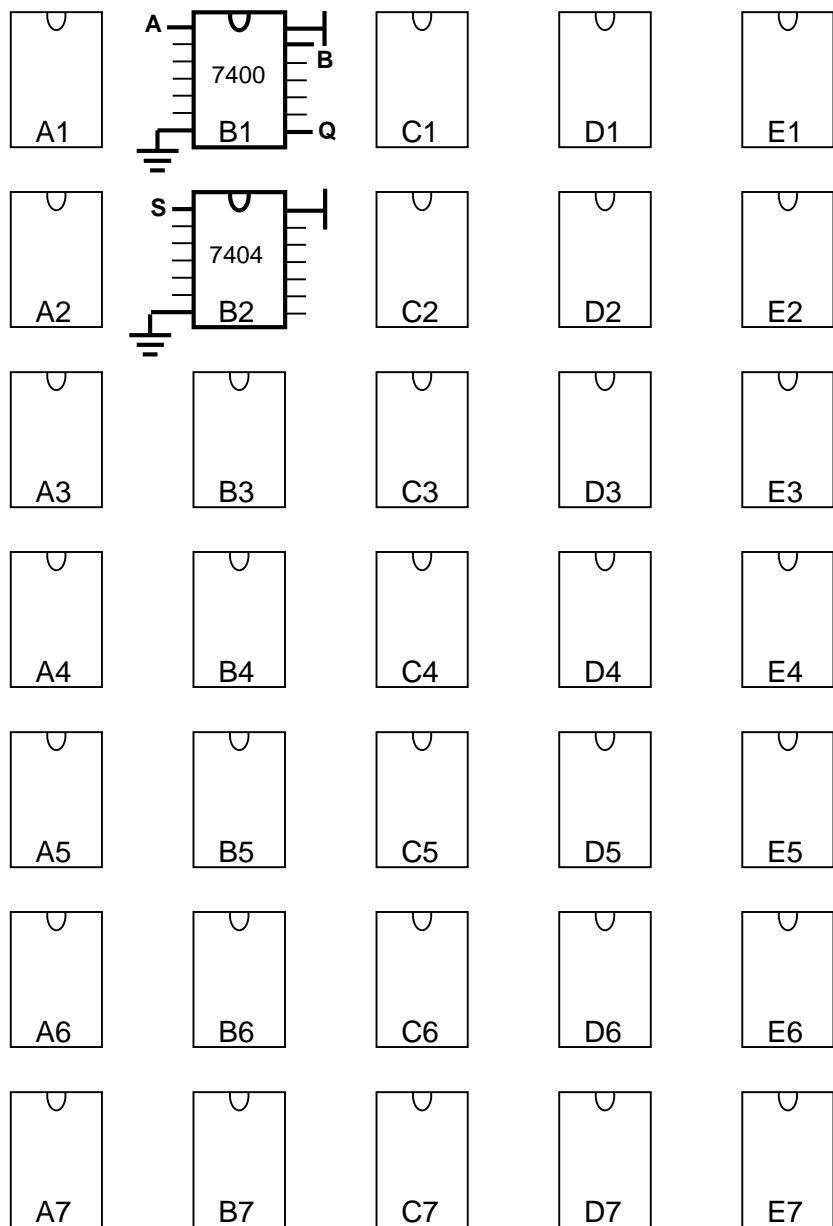 A
B
7400
Q
A1 B1 C1 D1 E1
S
7404
A2 B2 C2 D2 E2
A3 B3 C3 D3 E3
A4 B4 C4 D4 E4
A5 B5 C5 D5 E5
A6 B6 C6 D6 E6
A7 B7 C7 D7 E7